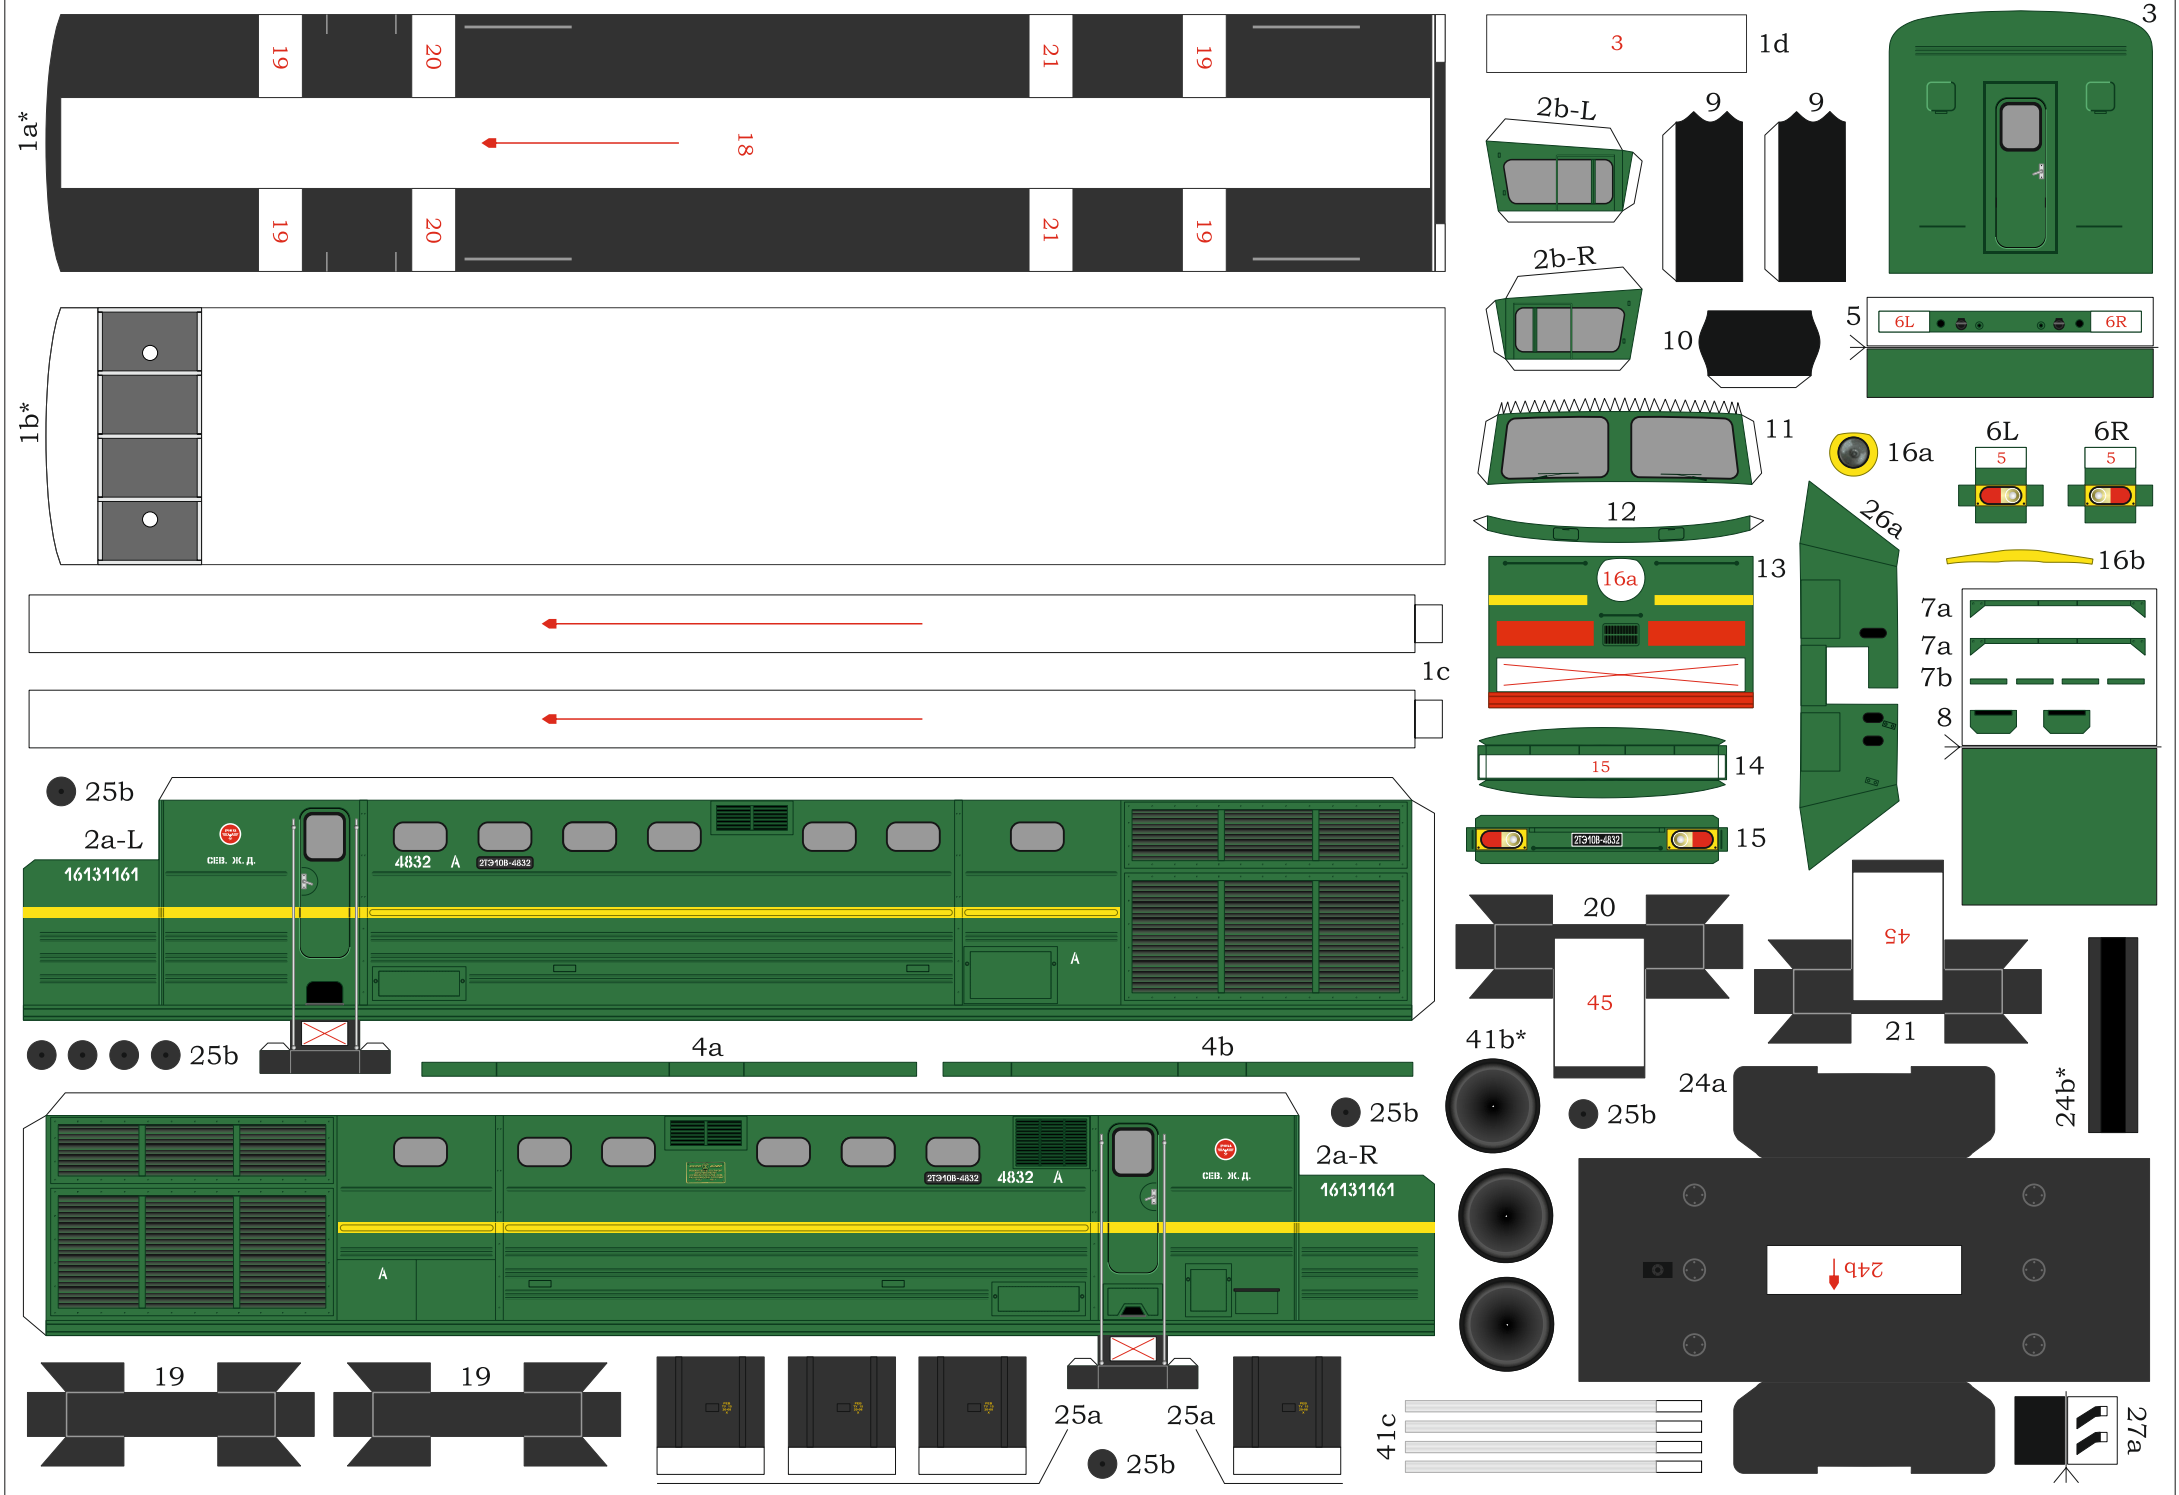 1a*
19
20
21
19
18
19
20
21
19
3
1d
3
2b-L
9
9
2b-R
10
5
6L
6R
1b*
11
16a
6L
6R
5
5
12
26a
16b
13
16a
7a
7a
7b
8
1c
14
15
15
2ТЭ10В-4832
25b
2a-L
16131161
СЕВ. Ж.Д.
4832 А
2ТЭ10В-4832
А
25b
4a
4b
20
45
45
21
41b*
24a
25b
24b*
25b
2a-R
16131161
СЕВ. Ж.Д.
4832 А
2ТЭ10В-4832
А
24b
19
19
25a
25a
25b
41c
27a